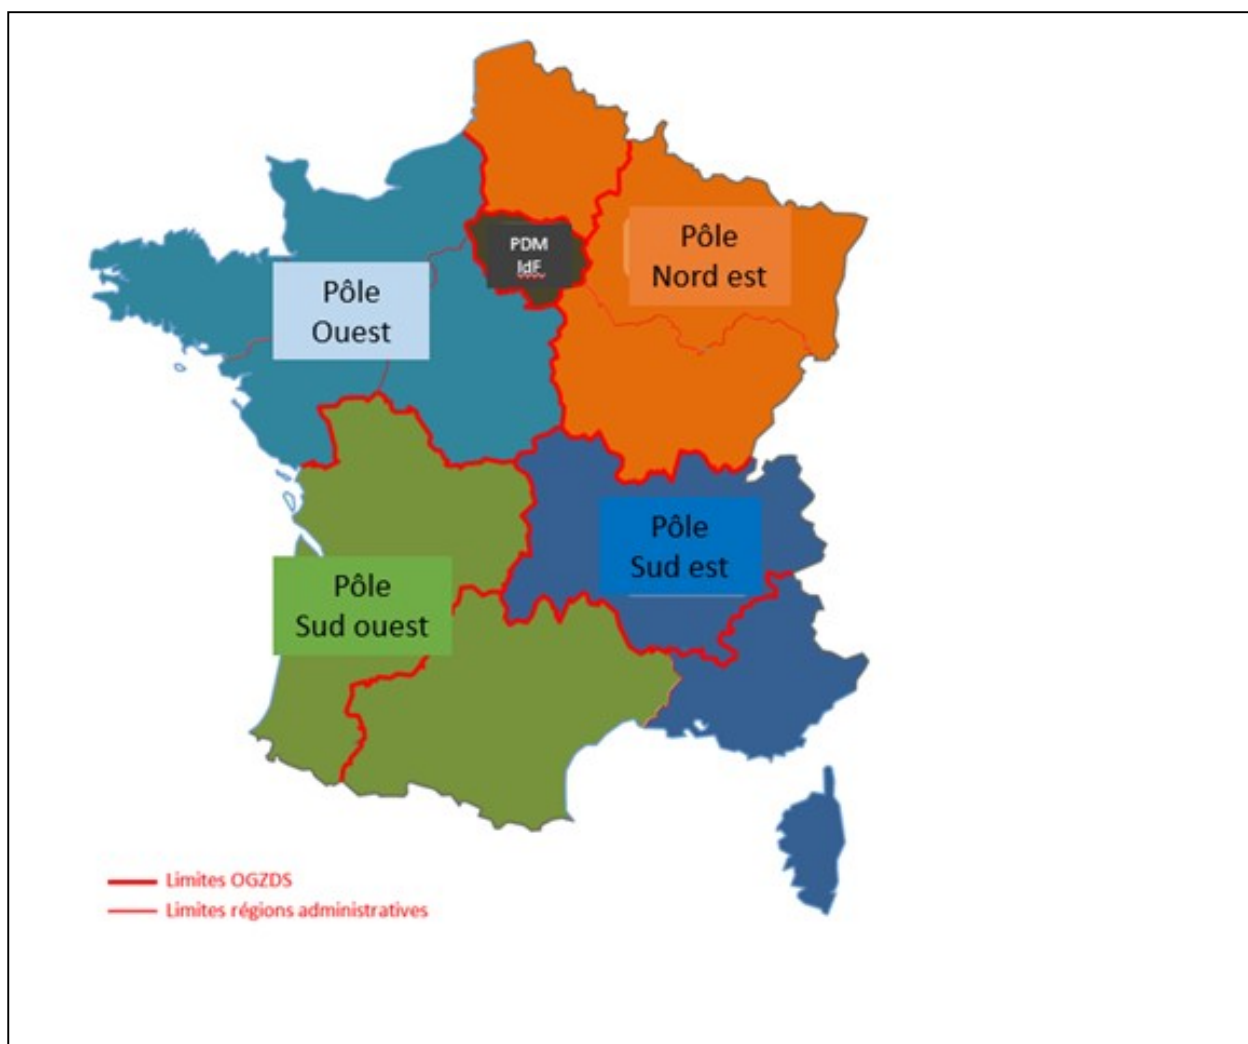 PDM
IdF
Pôle
Nord est
Pôle
Ouest
Pôle
Sud est
Pôle
Sud ouest
Limites OGZDS
Limites régions administratives